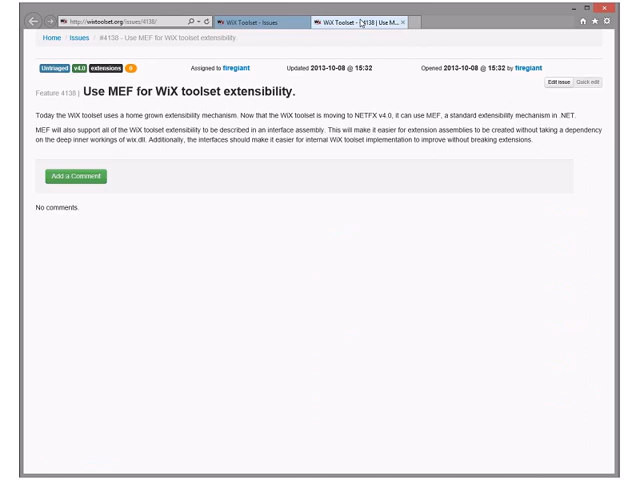 http://wixtoolset.org/issues/4138/
WiX Toolset - Issues
WiX Toolset - #4138 | Use M...
Home / Issues / #4138 - Use MEF for WiX toolset extensibility
Untriaged v4.0 extensions 0 Assigned to firegiant Updated 2013-10-08 @ 15:32 Opened 2013-10-08 @ 15:32 by firegiant
Edit issue Quick edit
Feature 4138 | Use MEF for WiX toolset extensibility.
Today the WiX toolset uses a home grown extensibility mechanism. Now that the WiX toolset is moving to NETFX v4.0, it can use MEF, a standard extensibility mechanism in .NET.
MEF will also support all of the WiX toolset extensibility to be described in an interface assembly. This will make it easier for extension assemblies to be created without taking a dependency
on the deep inner workings of wix.dll. Additionally, the interfaces should make it easier for internal WiX toolset implementation to improve without breaking extensions.
Add a Comment
No comments.